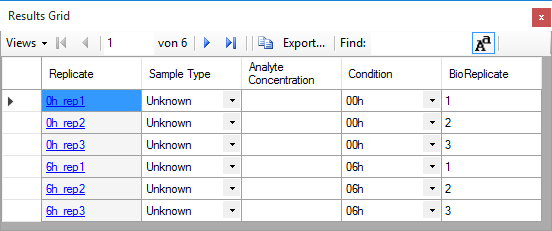 Results Grid
Views 1 von 6 Export... Find: Aa
Replicate Sample Type Analyte Concentration Condition BioReplicate
0h_rep1 Unknown 00h 1
0h_rep2 Unknown 00h 2
0h_rep3 Unknown 00h 3
6h_rep1 Unknown 06h 1
6h_rep2 Unknown 06h 2
6h_rep3 Unknown 06h 3